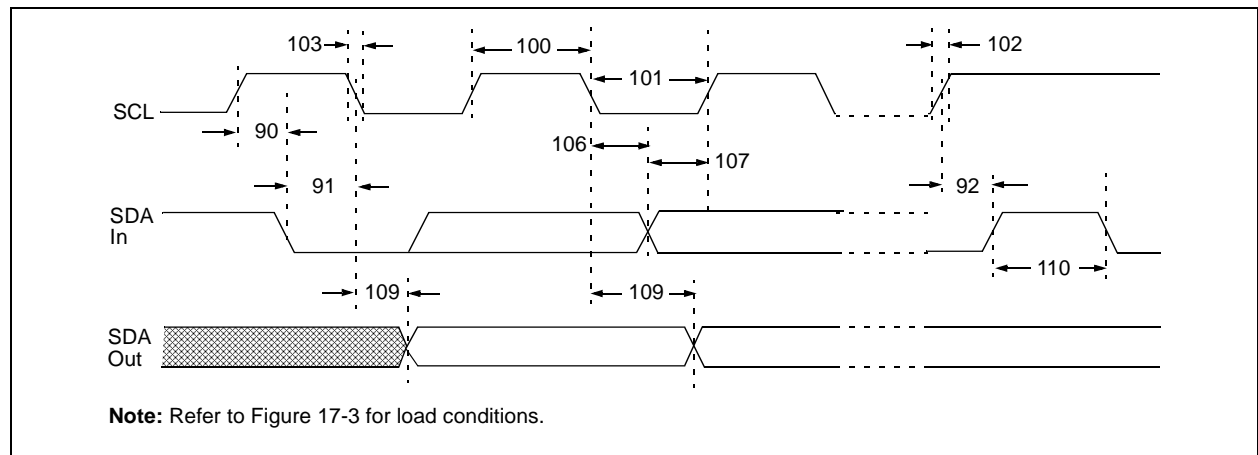 103
100
102
101
SCL
90
106
107
91
92
SDA
In
110
109
109
SDA
Out
Note: Refer to Figure 17-3 for load conditions.